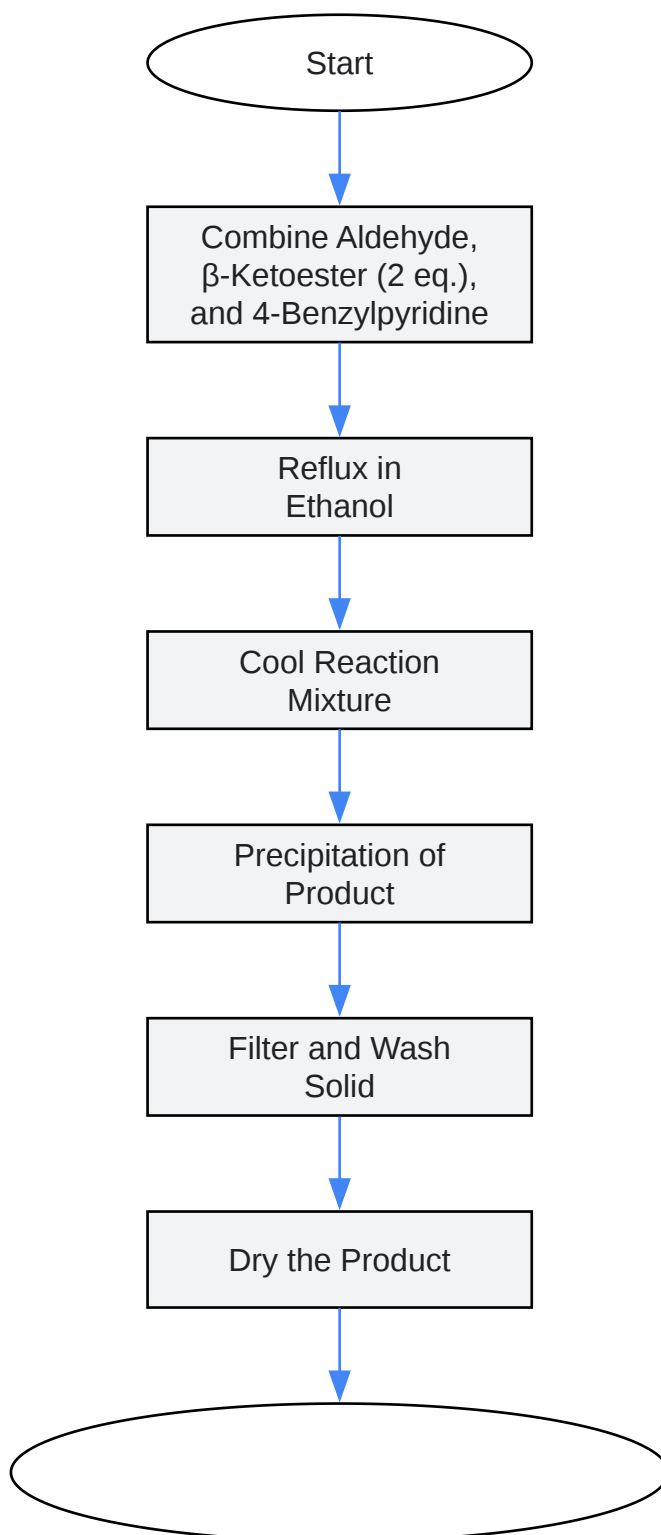 Start
Combine Aldehyde,
β-Ketoester (2 eq.),
and 4-Benzylpyridine
Reflux in
Ethanol
Cool Reaction
Mixture
Precipitation of
Product
Filter and Wash
Solid
Dry the Product